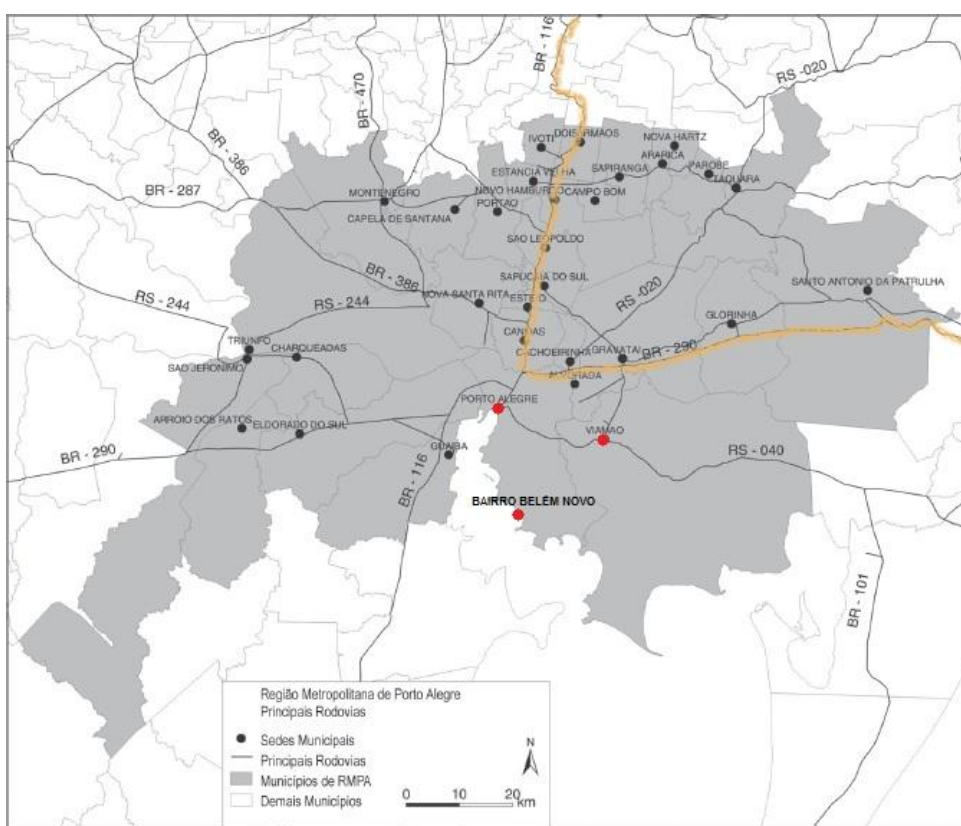 BR - 116
RS -020
BR - 470
BR - 386
BR - 287
IVOTI
DOIS IRMÃOS
NOVA HARTZ
ARARICA
ESTANCIA VELHA
SAPIRANGA
PAROBE
TAQUARA
MONTENEGRO
NOVO HAMBURGO
CAMPO BOM
CAPELA DE SANTANA
PORTAO
SAO LEOPOLDO
BR - 386
SAPUCAIA DO SUL
RS -020
SANTO ANTONIO DA PATRULHA
NOVA SANTA RITA
RS - 244
RS - 244
ESTEIO
GLORINHA
CANOAS
TRIUNFO
CHARQUEADAS
CACHOEIRINHA
GRAVATAI
BR - 290
SAO JERONIMO
ALVORADA
PORTO ALEGRE
ARROIO DOS RATOS
ELDORADO DO SUL
VIAMAO
GUAIBA
BR - 290
RS - 040
BR - 116
BAIRRO BELÉM NOVO
BR - 101
Região Metropolitana de Porto Alegre
Principais Rodovias
Sedes Municipais
Principais Rodovias
Municípios de RMPA
Demais Municípios
N
0 10 20
km